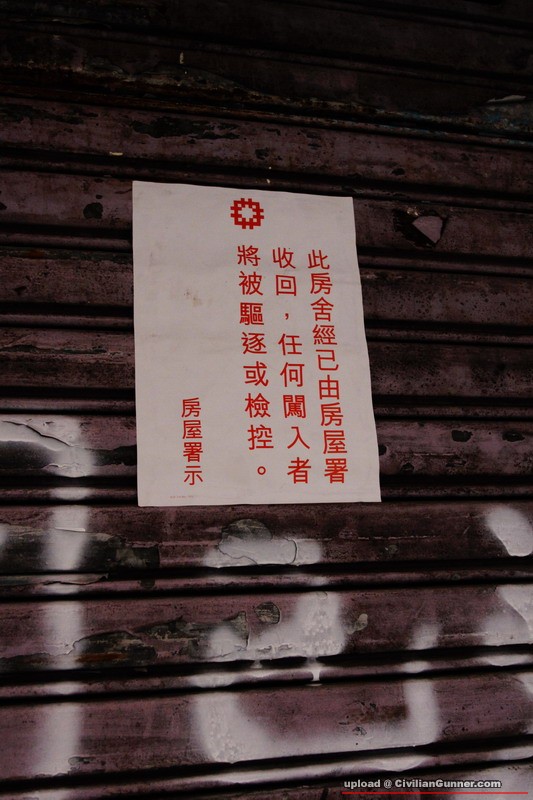 此房舍經已由房屋署
收回，任何闖入者
將被驅逐或檢控。
房屋署示
upload @ CivilianGunner.com